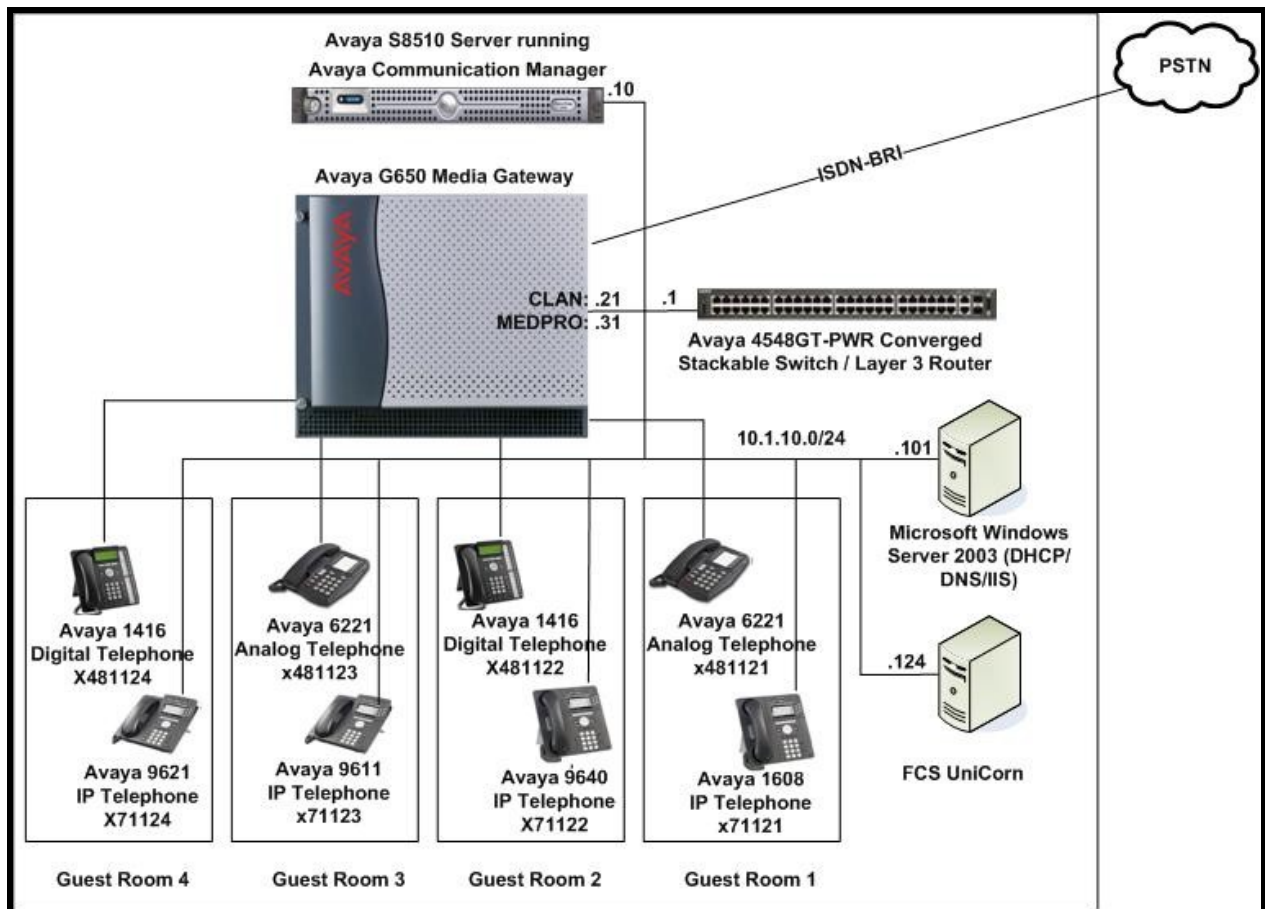 Avaya S8510 Server running
Avaya Communication Manager
.10
PSTN
ISDN-BRI
Avaya G650 Media Gateway
AVAYA
CLAN: .21
MEDPRO: .31
.1
Avaya 4548GT-PWR Converged
Stackable Switch / Layer 3 Router
10.1.10.0/24
.101
Microsoft Windows
Server 2003 (DHCP/
DNS/IIS)
.124
FCS UniCorn
Avaya 1416
Digital Telephone
X481124
Avaya 9621
IP Telephone
X71124
Guest Room 4
Avaya 6221
Analog Telephone
x481123
Avaya 9611
IP Telephone
x71123
Guest Room 3
Avaya 1416
Digital Telephone
X481122
Avaya 9640
IP Telephone
X71122
Guest Room 2
Avaya 6221
Analog Telephone
x481121
Avaya 1608
IP Telephone
x71121
Guest Room 1